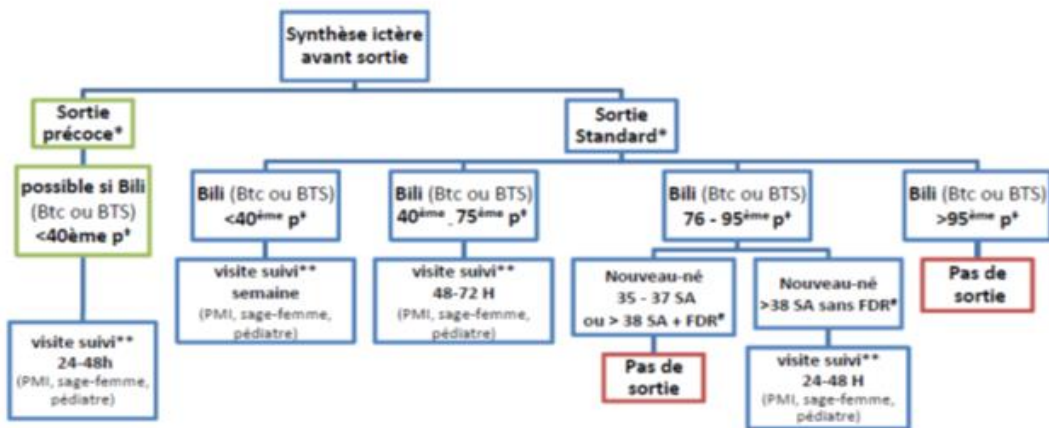 Synthèse ictère
avant sortie
Sortie
précoce*
Sortie
Standard*
possible si Bili
(Btc ou BTS)
<40ème p‡
Bili (Btc ou BTS)
<40ème p‡
Bili (Btc ou BTS)
40ème - 75ème p‡
Bili (Btc ou BTS)
76 - 95ème p‡
Bili (Btc ou BTS)
>95ème p‡
visite suivi**
24-48h
(PMI, sage-femme,
pédiatre)
visite suivi**
semaine
(PMI, sage-femme,
pédiatre)
visite suivi**
48-72 H
(PMI, sage-femme,
pédiatre)
Nouveau-né
35 - 37 SA
ou > 38 SA + FDR#
Nouveau-né
>38 SA sans FDR#
Pas de
sortie
Pas de
sortie
visite suivi**
24-48 H
(PMI, sage-femme,
pédiatre)